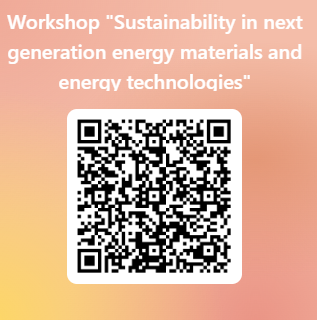 Workshop "Sustainability in next
generation energy materials and
energy technologies"